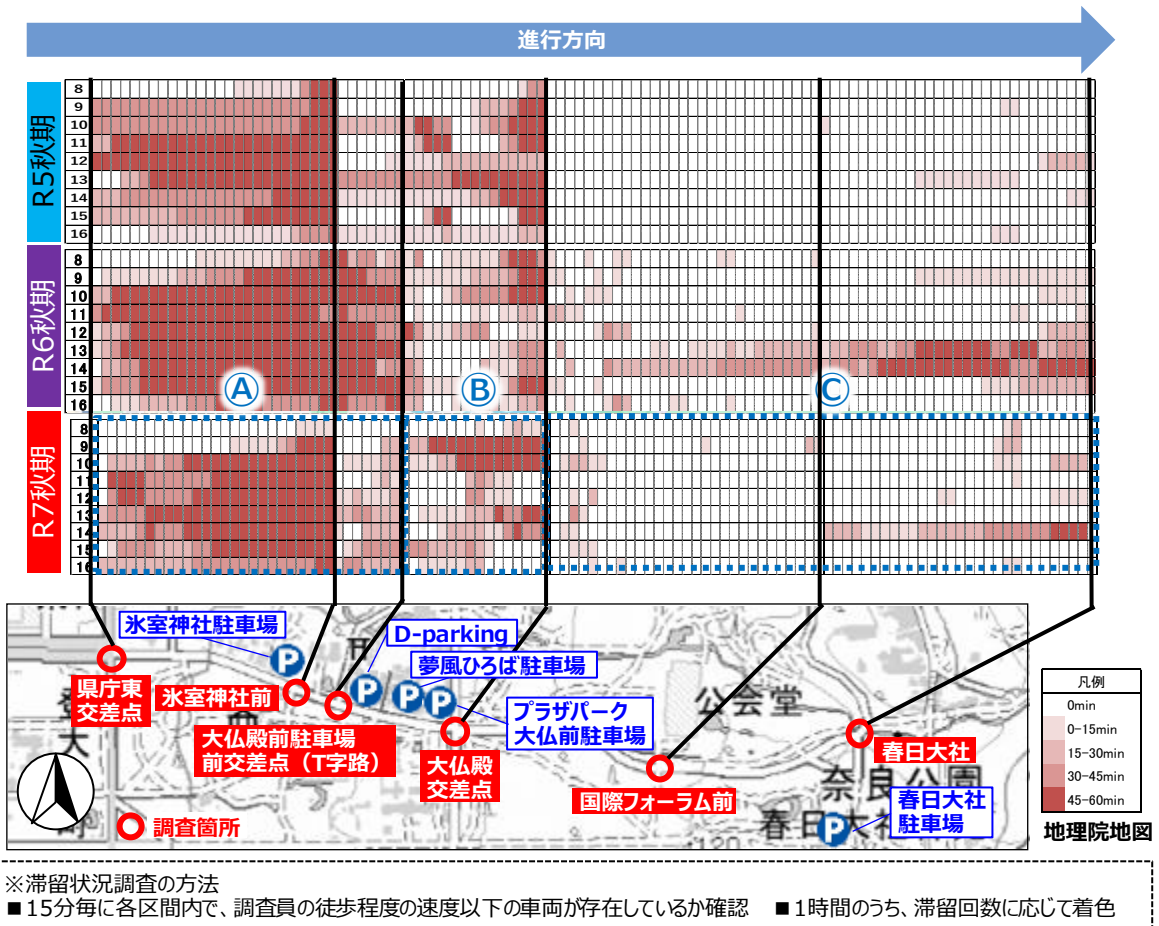 進行方向
R5秋期
8
9
10
11
12
13
14
15
16
R6秋期
8
9
10
11
12
13
14
15
16
R7秋期
8
9
10
11
12
13
14
15
16
A
B
C
氷室神社駐車場
D-parking
夢風ひろば駐車場
プラザパーク
大仏前駐車場
県庁東
交差点
氷室神社前
大仏殿前駐車場
前交差点（T字路）
大仏殿
交差点
国際フォーラム前
春日大社
春日大社
駐車場
P
P
P
P
P
公会堂
奈良公園
春日大社
120
登
大
町
調査箇所
凡例
0min
0-15min
15-30min
30-45min
45-60min
地理院地図
※滞留状況調査の方法
■15分毎に各区間内で、調査員の徒歩程度の速度以下の車両が存在しているか確認　■1時間のうち、滞留回数に応じて着色